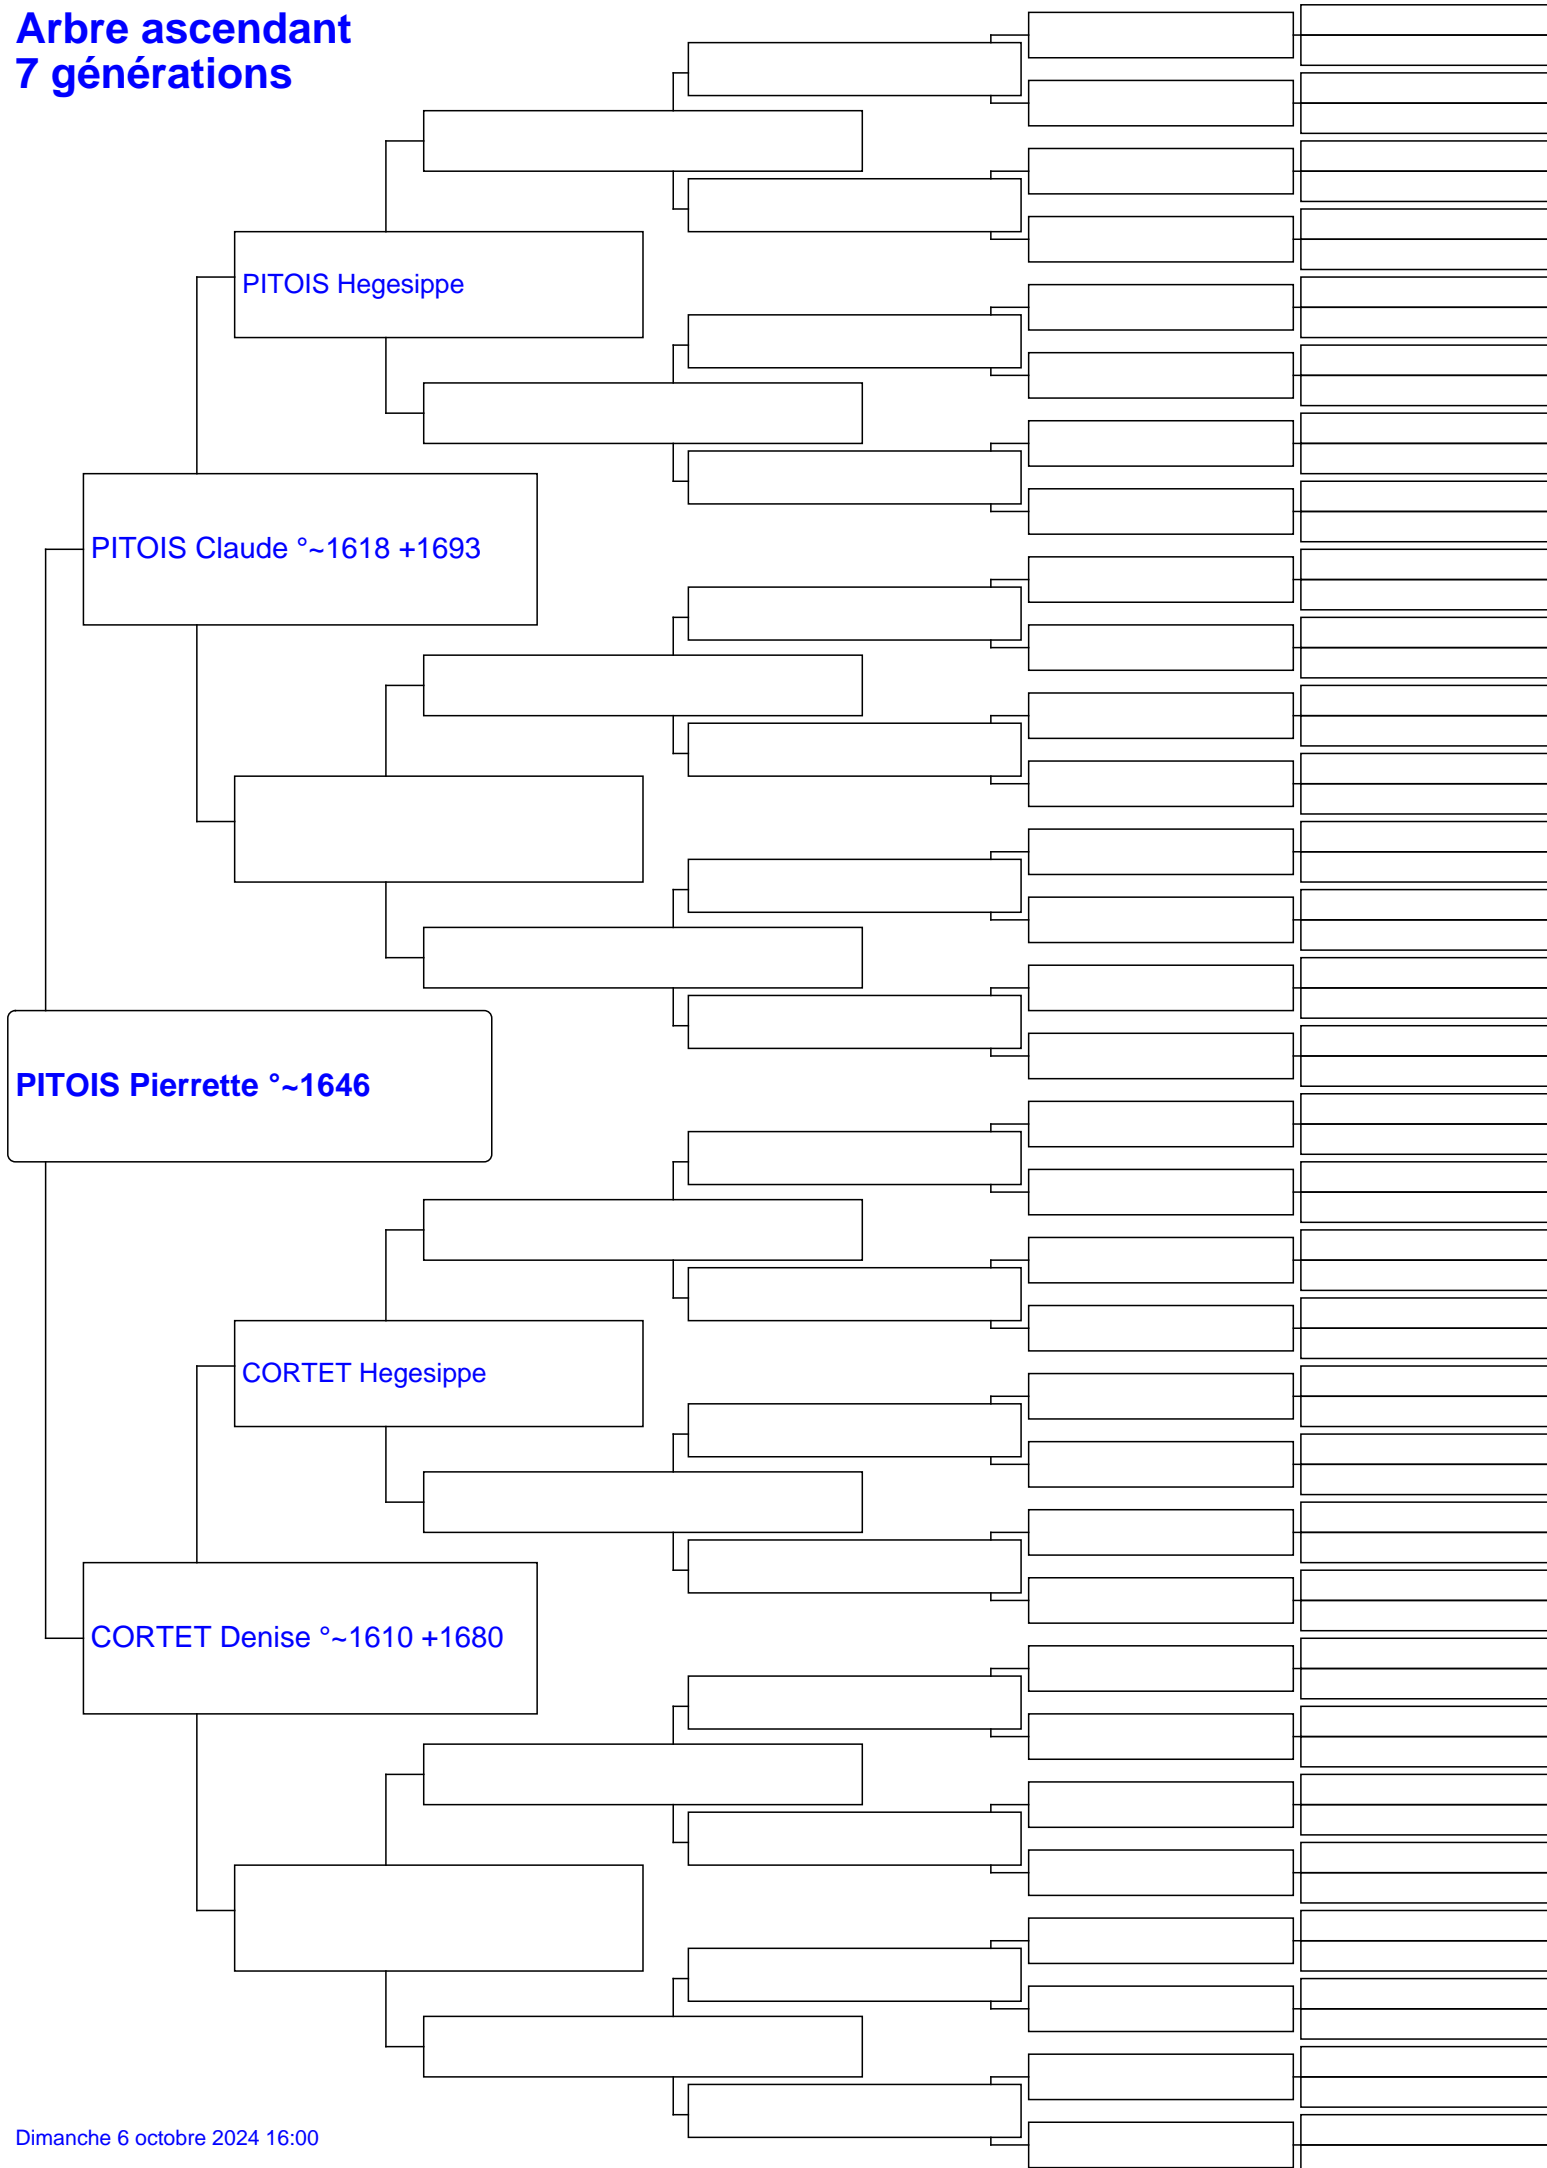 Arbre ascendant
7 générations
PITOIS Hegesippe
PITOIS Claude °~1618 +1693
PITOIS Pierrette °~1646
CORTET Hegesippe
CORTET Denise °~1610 +1680
Dimanche 6 octobre 2024 16:00